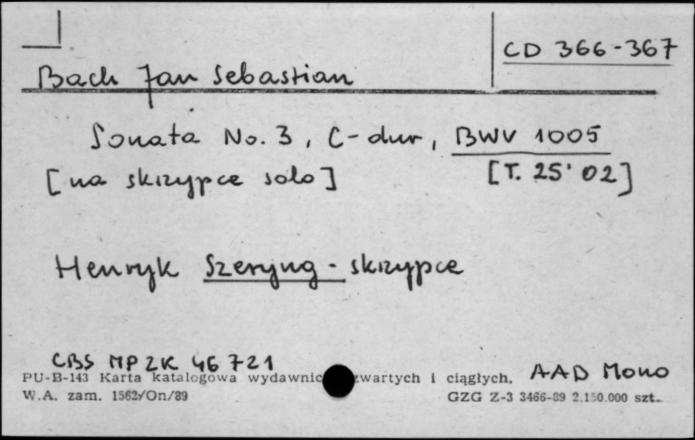 CD 366-367
Bach Jan Sebastian
Sonata No. 3, C-dur, BWV 1005
[na skrzypce solo] [T. 25'02]
Henryk Szeryng - skrzypce
CBS MP2K 46721
AAD Mono
PU-B-143 Karta katalogowa wydawnic zwartych i ciągłych.
W.A. zam. 1562/On/89 GZG Z-3 3466-89 2.150.000 szt.